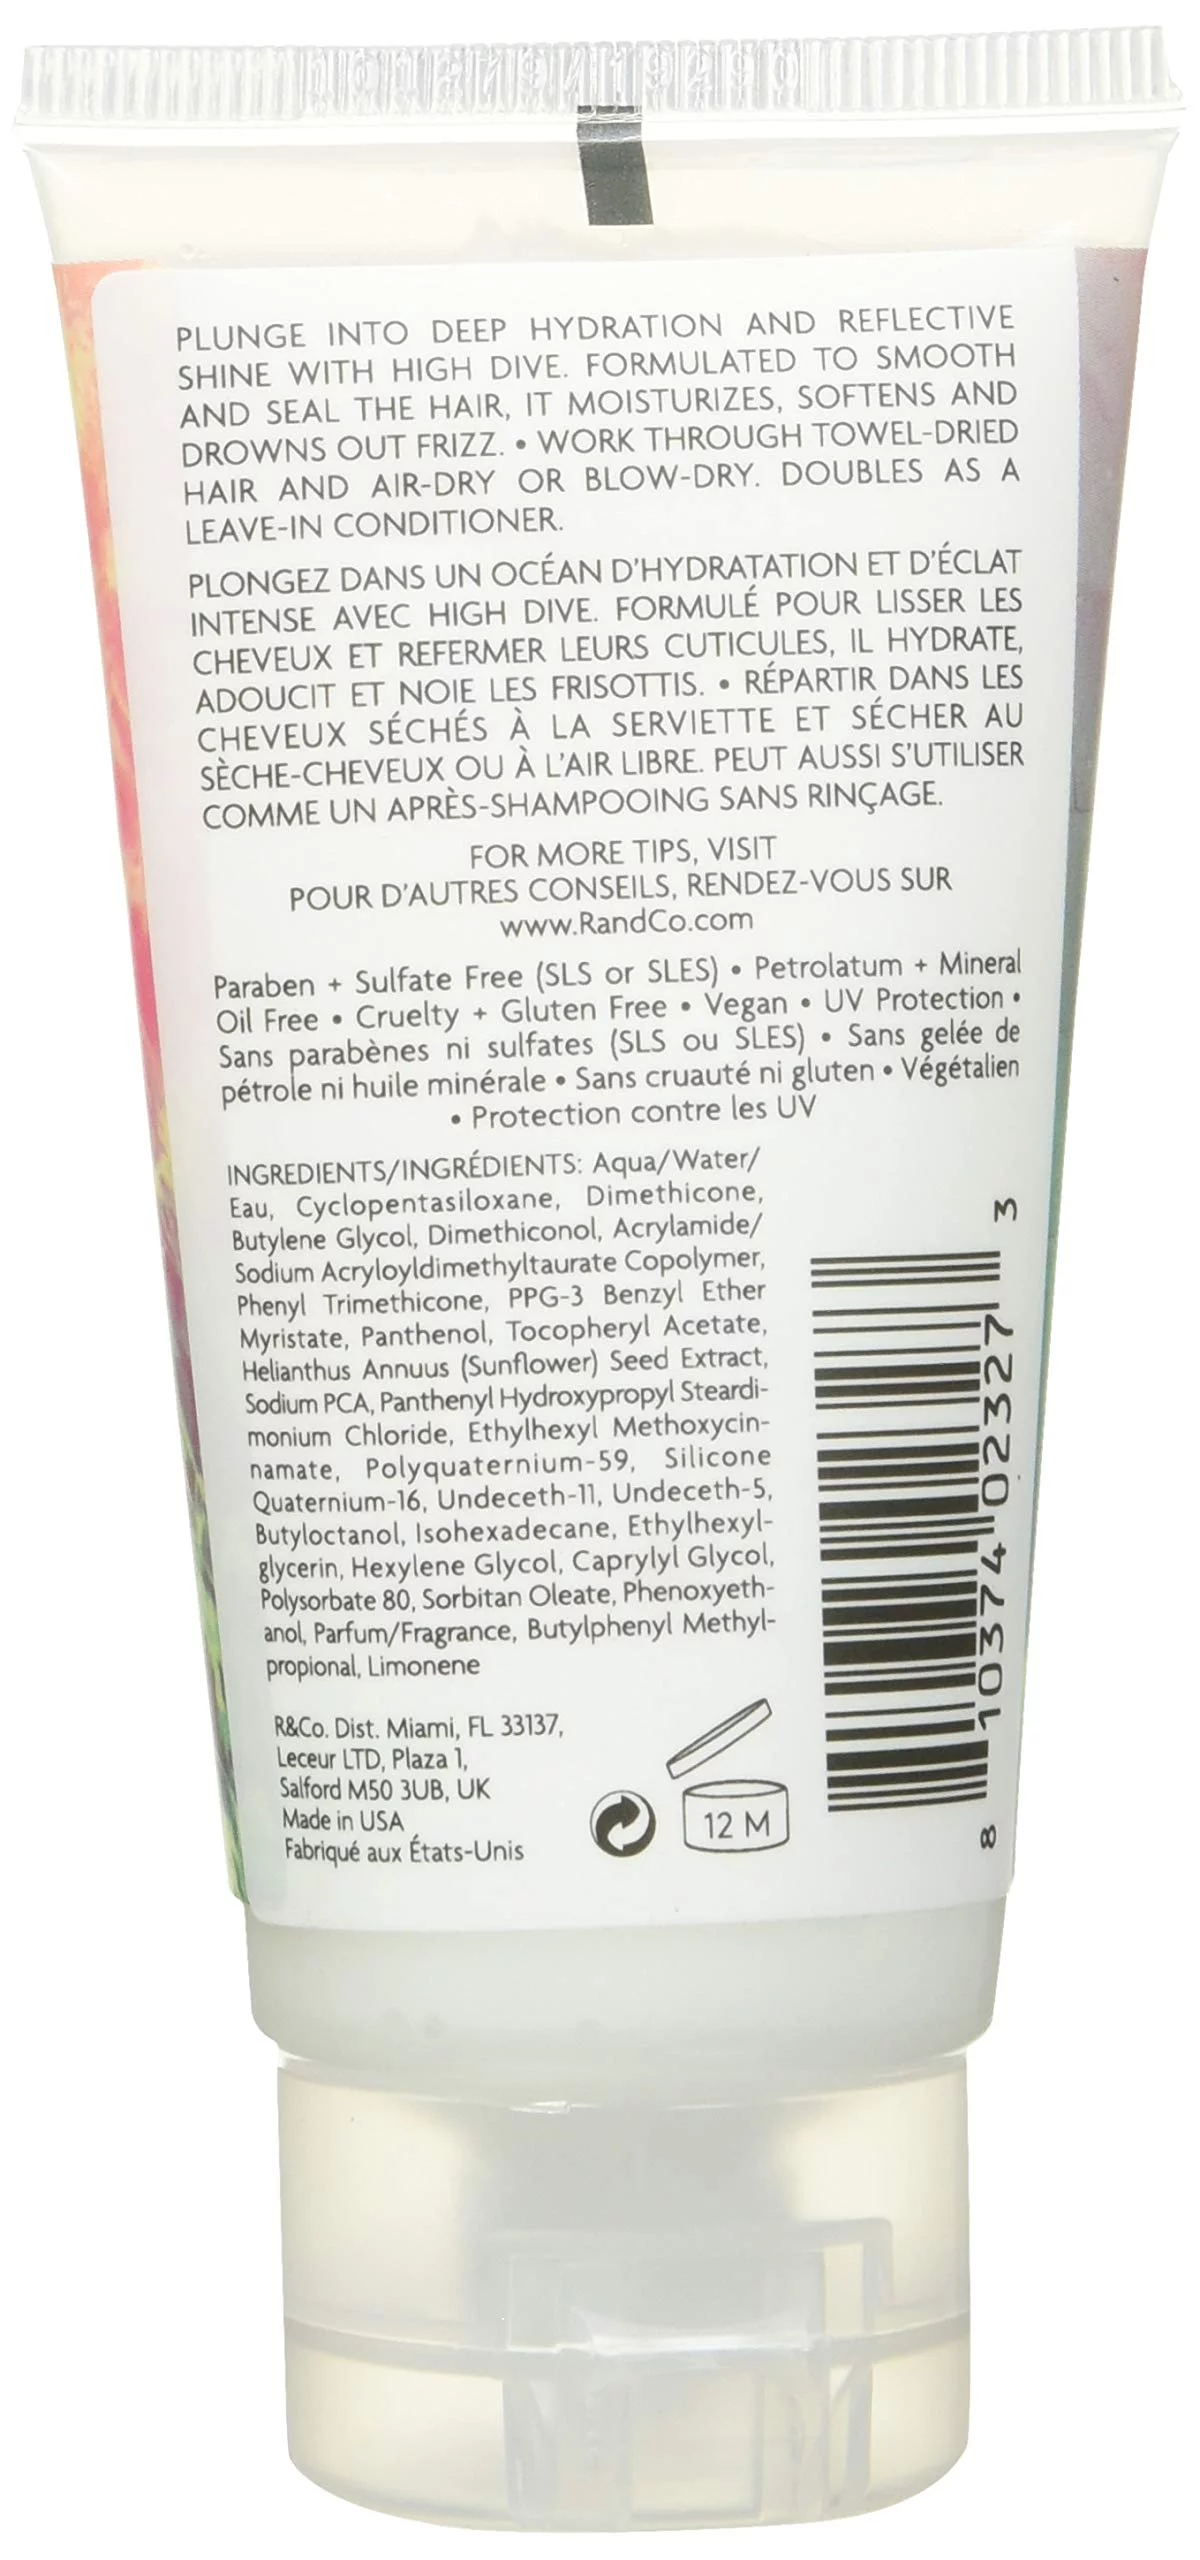 PLUNGE INTO DEEP HYDRATION AND REFLECTIVE
SHINE WITH HIGH DIVE. FORMULATED TO SMOOTH
AND SEAL THE HAIR, IT MOISTURIZES, SOFTENS AND
DROWNS OUT FRIZZ. • WORK THROUGH TOWEL-DRIED
HAIR AND AIR-DRY OR BLOW-DRY. DOUBLES AS A
LEAVE-IN CONDITIONER.
PLONGEZ DANS UN OCÉAN D'HYDRATATION ET D'ÉCLAT
INTENSE AVEC HIGH DIVE. FORMULÉ POUR LISSER LES
CHEVEUX ET REFERMER LEURS CUTICULES, IL HYDRATE,
ADOUCIT ET NOIE LES FRISOTTIS. • RÉPARTIR DANS LES
CHEVEUX SÉCHÉS À LA SERVIETTE ET SÉCHER AU
SÈCHE-CHEVEUX OU À L'AIR LIBRE. PEUT AUSSI S'UTILISER
COMME UN APRÈS-SHAMPOOING SANS RINÇAGE.
FOR MORE TIPS, VISIT
POUR D'AUTRES CONSEILS, RENDEZ-VOUS SUR
www.RandCo.com
Paraben + Sulfate Free (SLS or SLES) • Petrolatum + Mineral
Oil Free • Cruelty + Gluten Free • Vegan • UV Protection •
Sans parabènes ni sulfates (SLS ou SLES) • Sans gelée de
pétrole ni huile minérale • Sans cruauté ni gluten • Végétalien
• Protection contre les UV
INGREDIENTS/INGRÉDIENTS: Aqua/Water/
Eau, Cyclopentasiloxane, Dimethicone,
Butylene Glycol, Dimethiconol, Acrylamide/
Sodium Acryloyldimethyltaurate Copolymer,
Phenyl Trimethicone, PPG-3 Benzyl Ether
Myristate, Panthenol, Tocopheryl Acetate,
Helianthus Annuus (Sunflower) Seed Extract,
Sodium PCA, Panthenyl Hydroxypropyl Steardi-
monium Chloride, Ethylhexyl Methoxycin-
namate, Polyquaternium-59, Silicone
Quaternium-16, Undeceth-11, Undeceth-5,
Butyloctanol, Isohexadecane, Ethylhexyl-
glycerin, Hexylene Glycol, Caprylyl Glycol,
Polysorbate 80, Sorbitan Oleate, Phenoxyeth-
anol, Parfum/Fragrance, Butylphenyl Methyl-
propional, Limonene
R&Co. Dist. Miami, FL 33137,
Leceur LTD, Plaza 1,
Salford M50 3UB, UK
Made in USA
Fabriqué aux États-Unis
12 M
8 10374 02327 3